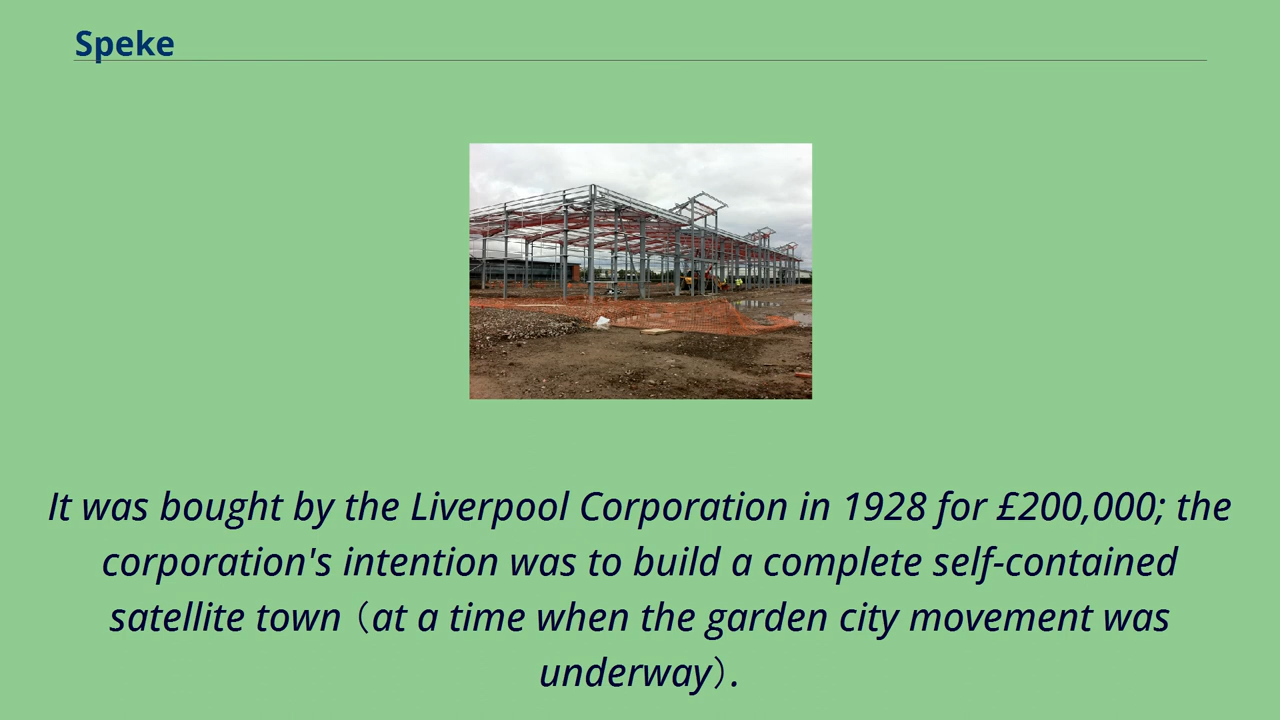 Speke
It was bought by the Liverpool Corporation in 1928 for £200,000; the
corporation's intention was to build a complete self-contained
satellite town（at a time when the garden city movement was
underway）.